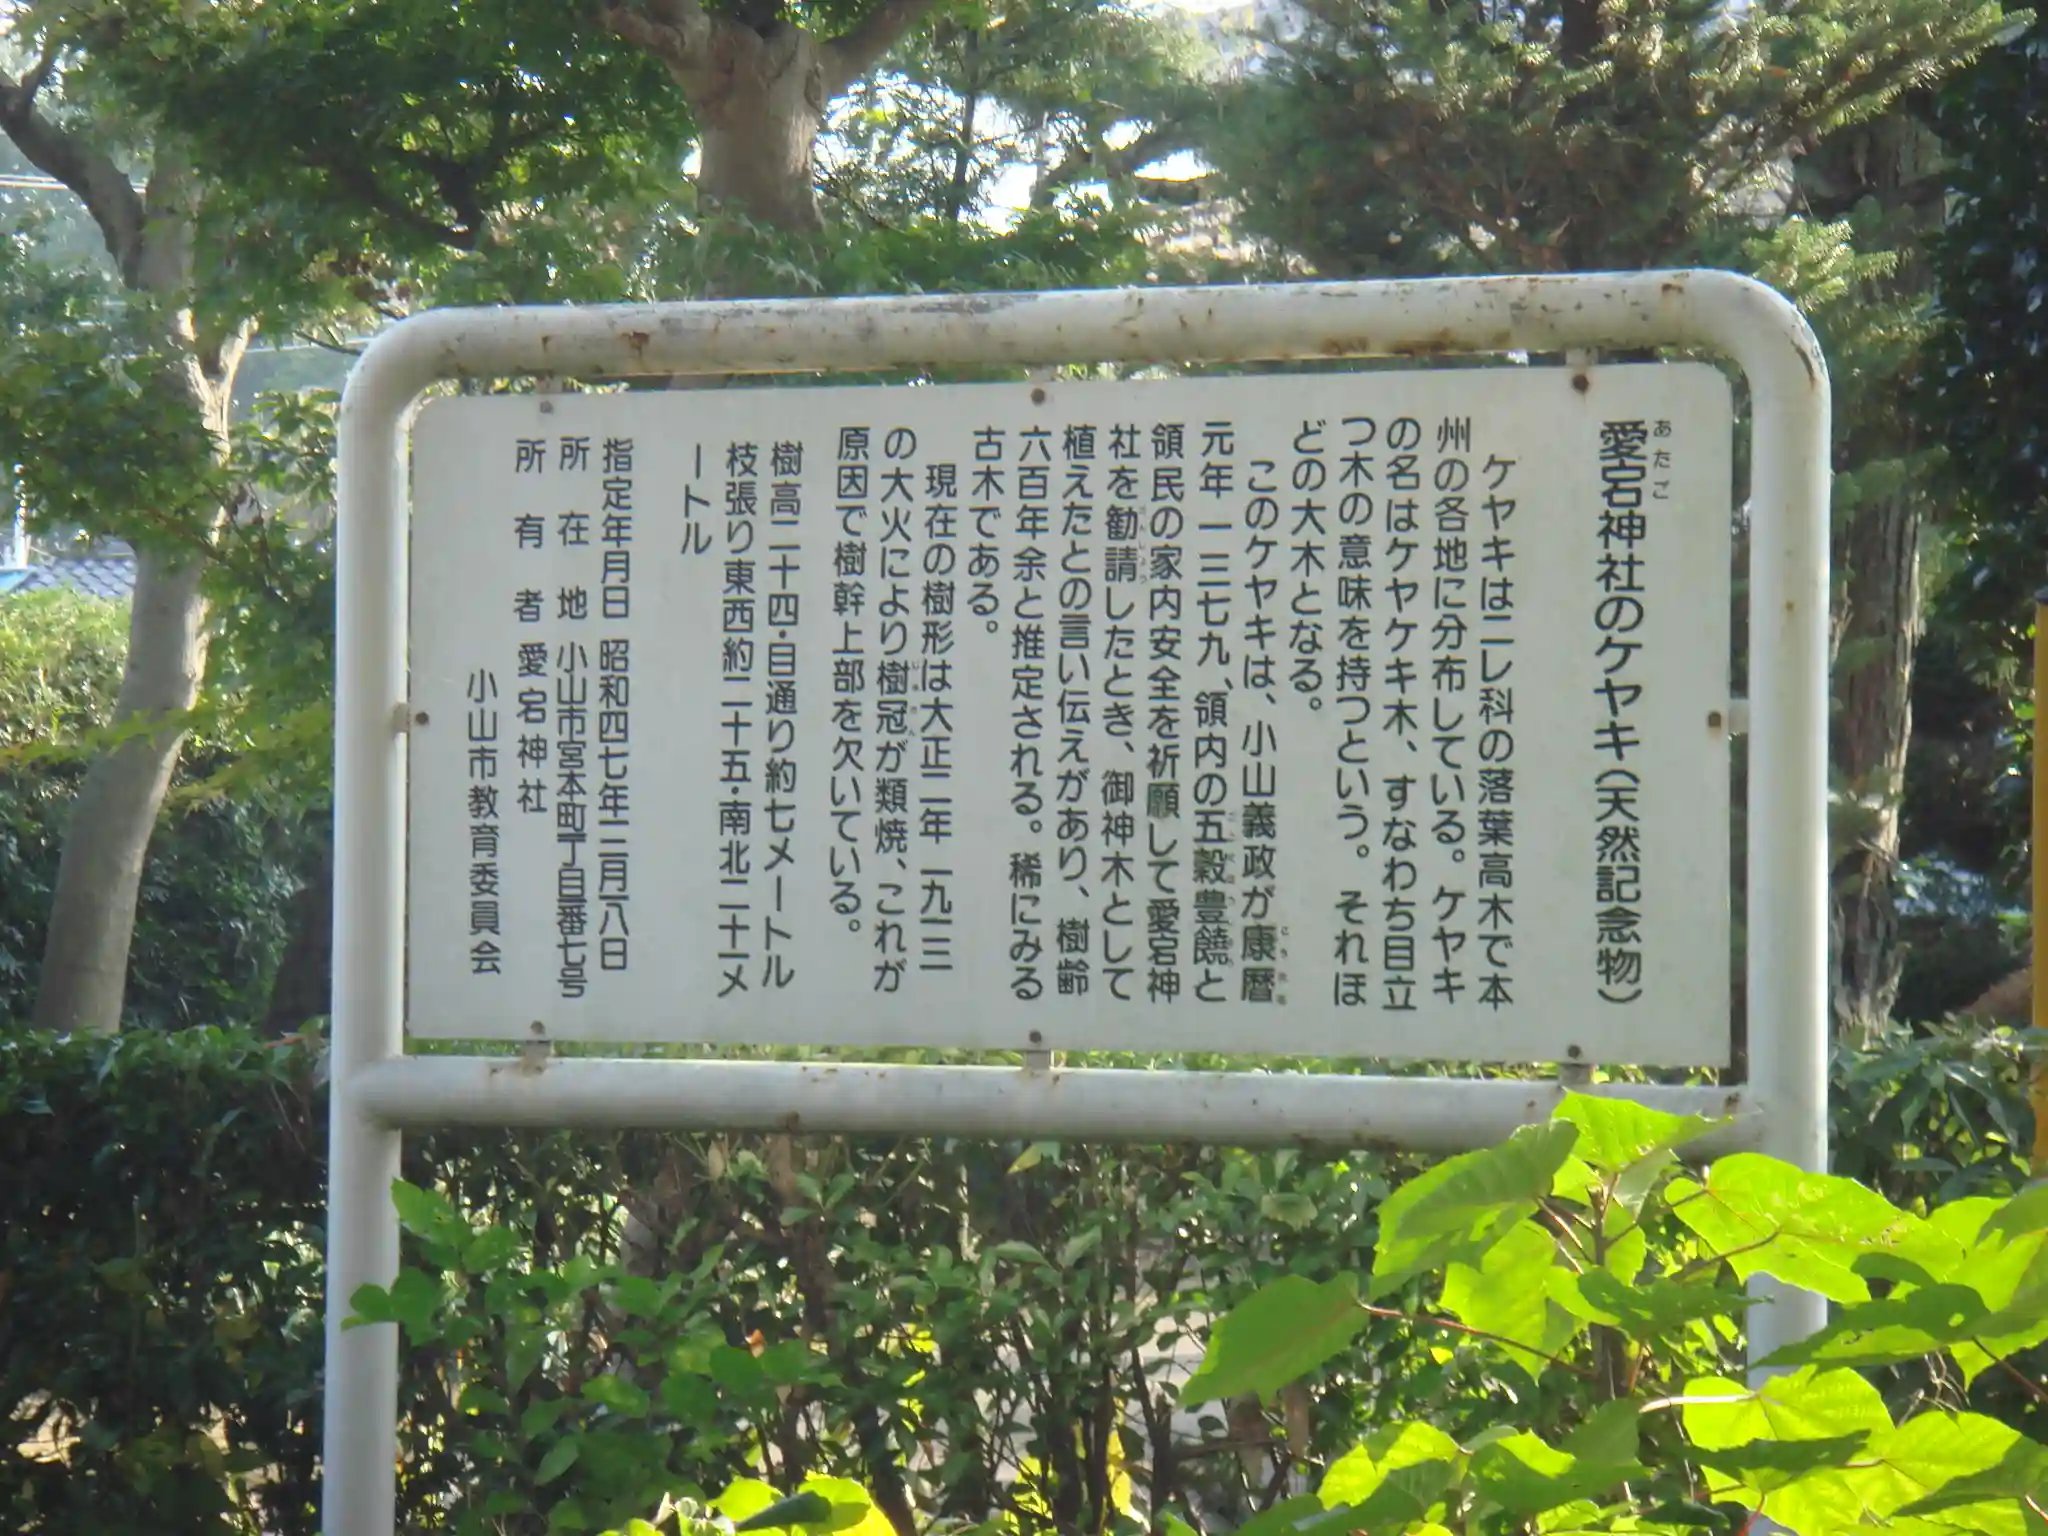 愛宕神社のケヤキ(天然記念物)
あたご
ケヤキはニレ科の落葉高木で本
州の各地に分布している。ケヤキ
の名はケヤケキ木、すなわち目立
つ木の意味を持つという。それほ
どの大木となる。
このケヤキは、小山義政が康暦
元年一三七九、領内の五穀豊饒と
領民の家内安全を祈願して愛宕神
社を勧請したとき、御神木として
かんじょう
植えたとの言い伝えがあり、樹齢
六百年余と推定される。稀にみる
古木である。
現在の樹形は大正二年一九一三
の大火により樹冠が類焼、これが
じゅかん
原因で樹幹上部を欠いている。
樹高二十四・目通り約七メートル
枝張り東西約二十五・南北二十一メ
ートル
指定年月日 昭和四七年二月一八日
所在地 小山市宮本町一丁目一番七号
所有者 愛宕神社
小山市教育委員会